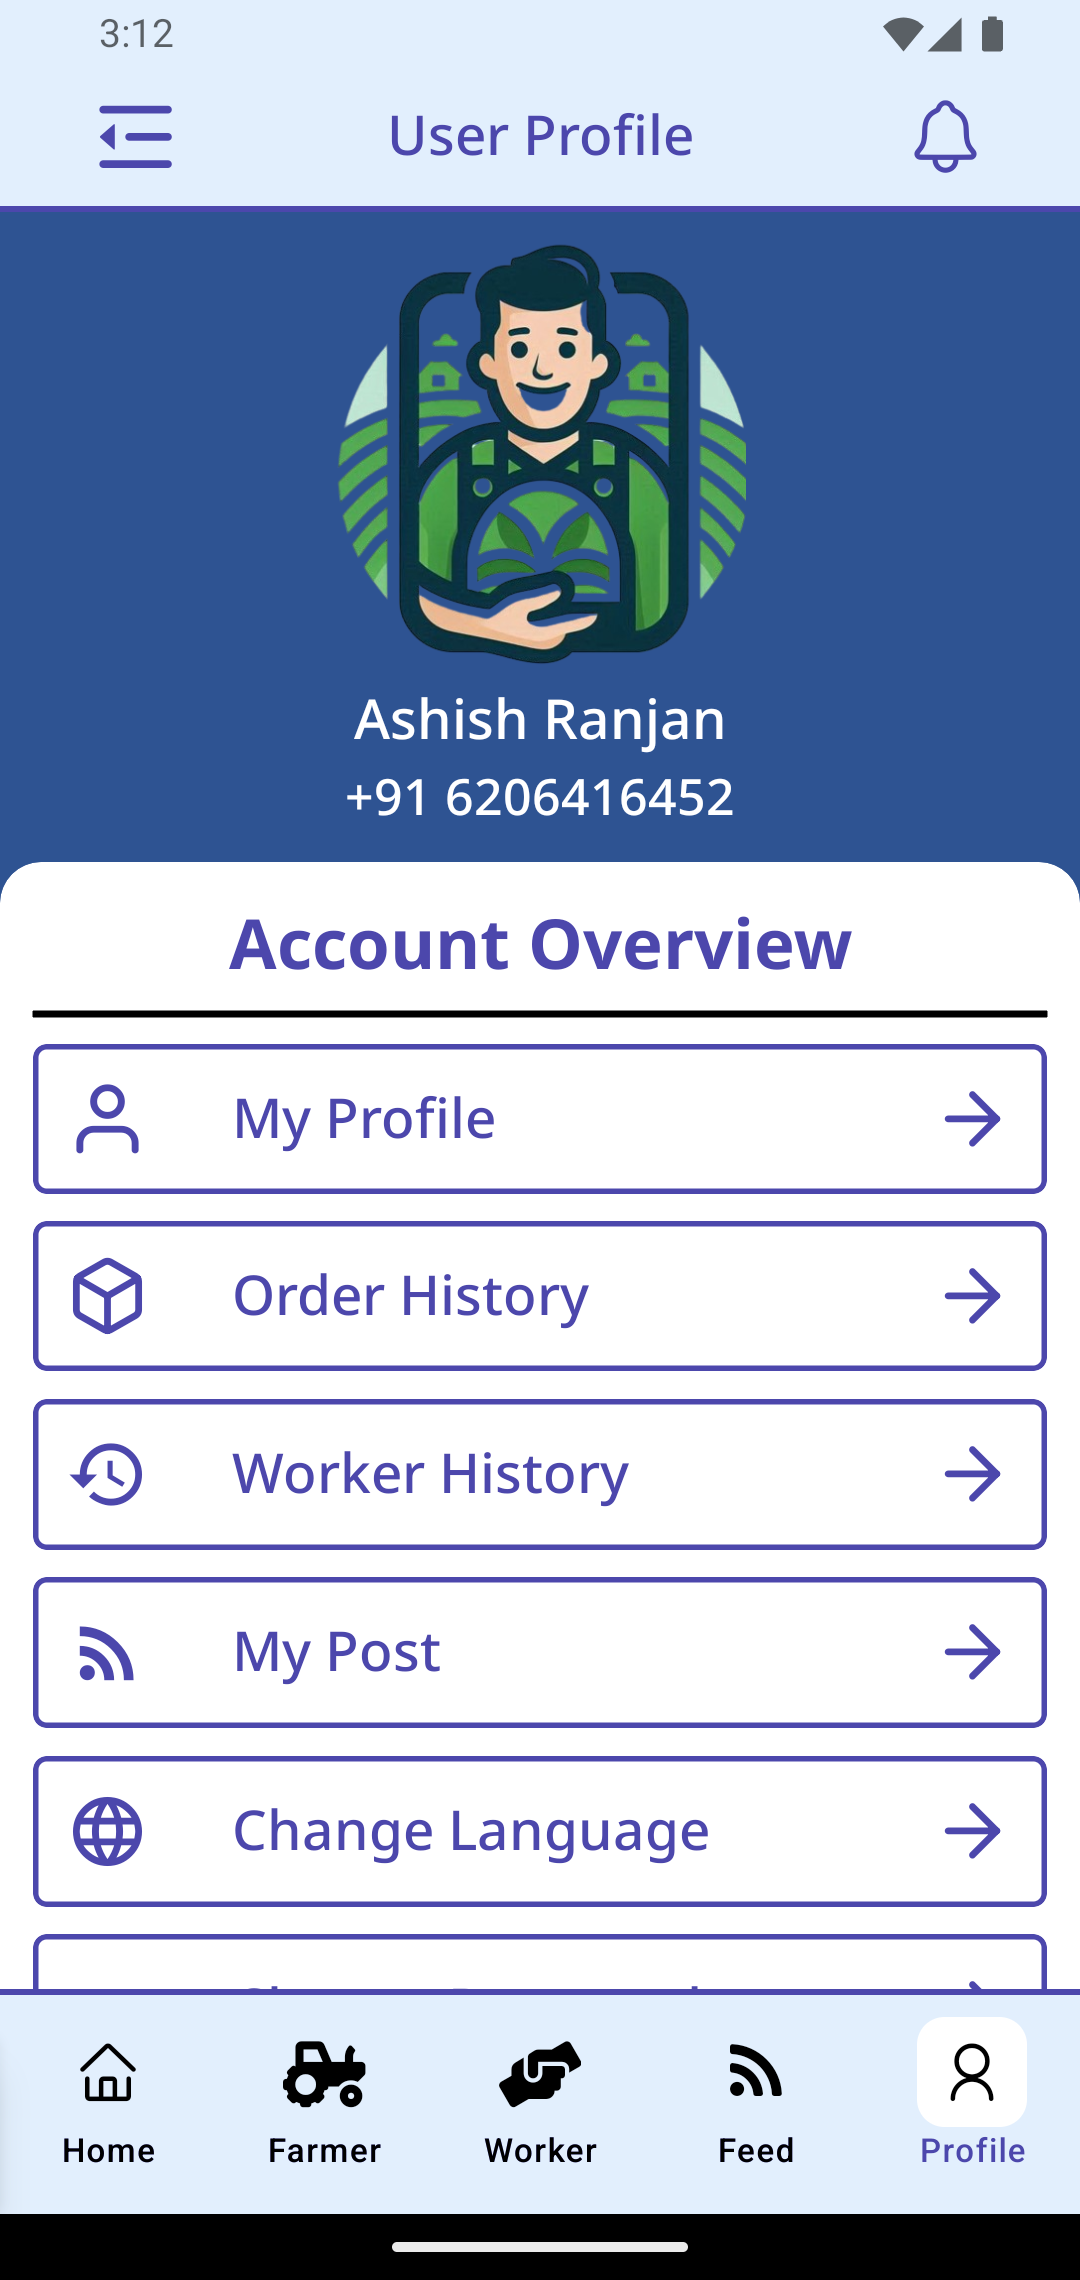 3:12
User Profile
Ashish Ranjan
+91 6206416452
Account Overview
My Profile
Order History
Worker History
My Post
Change Language
Home
Farmer
Worker
Feed
Profile